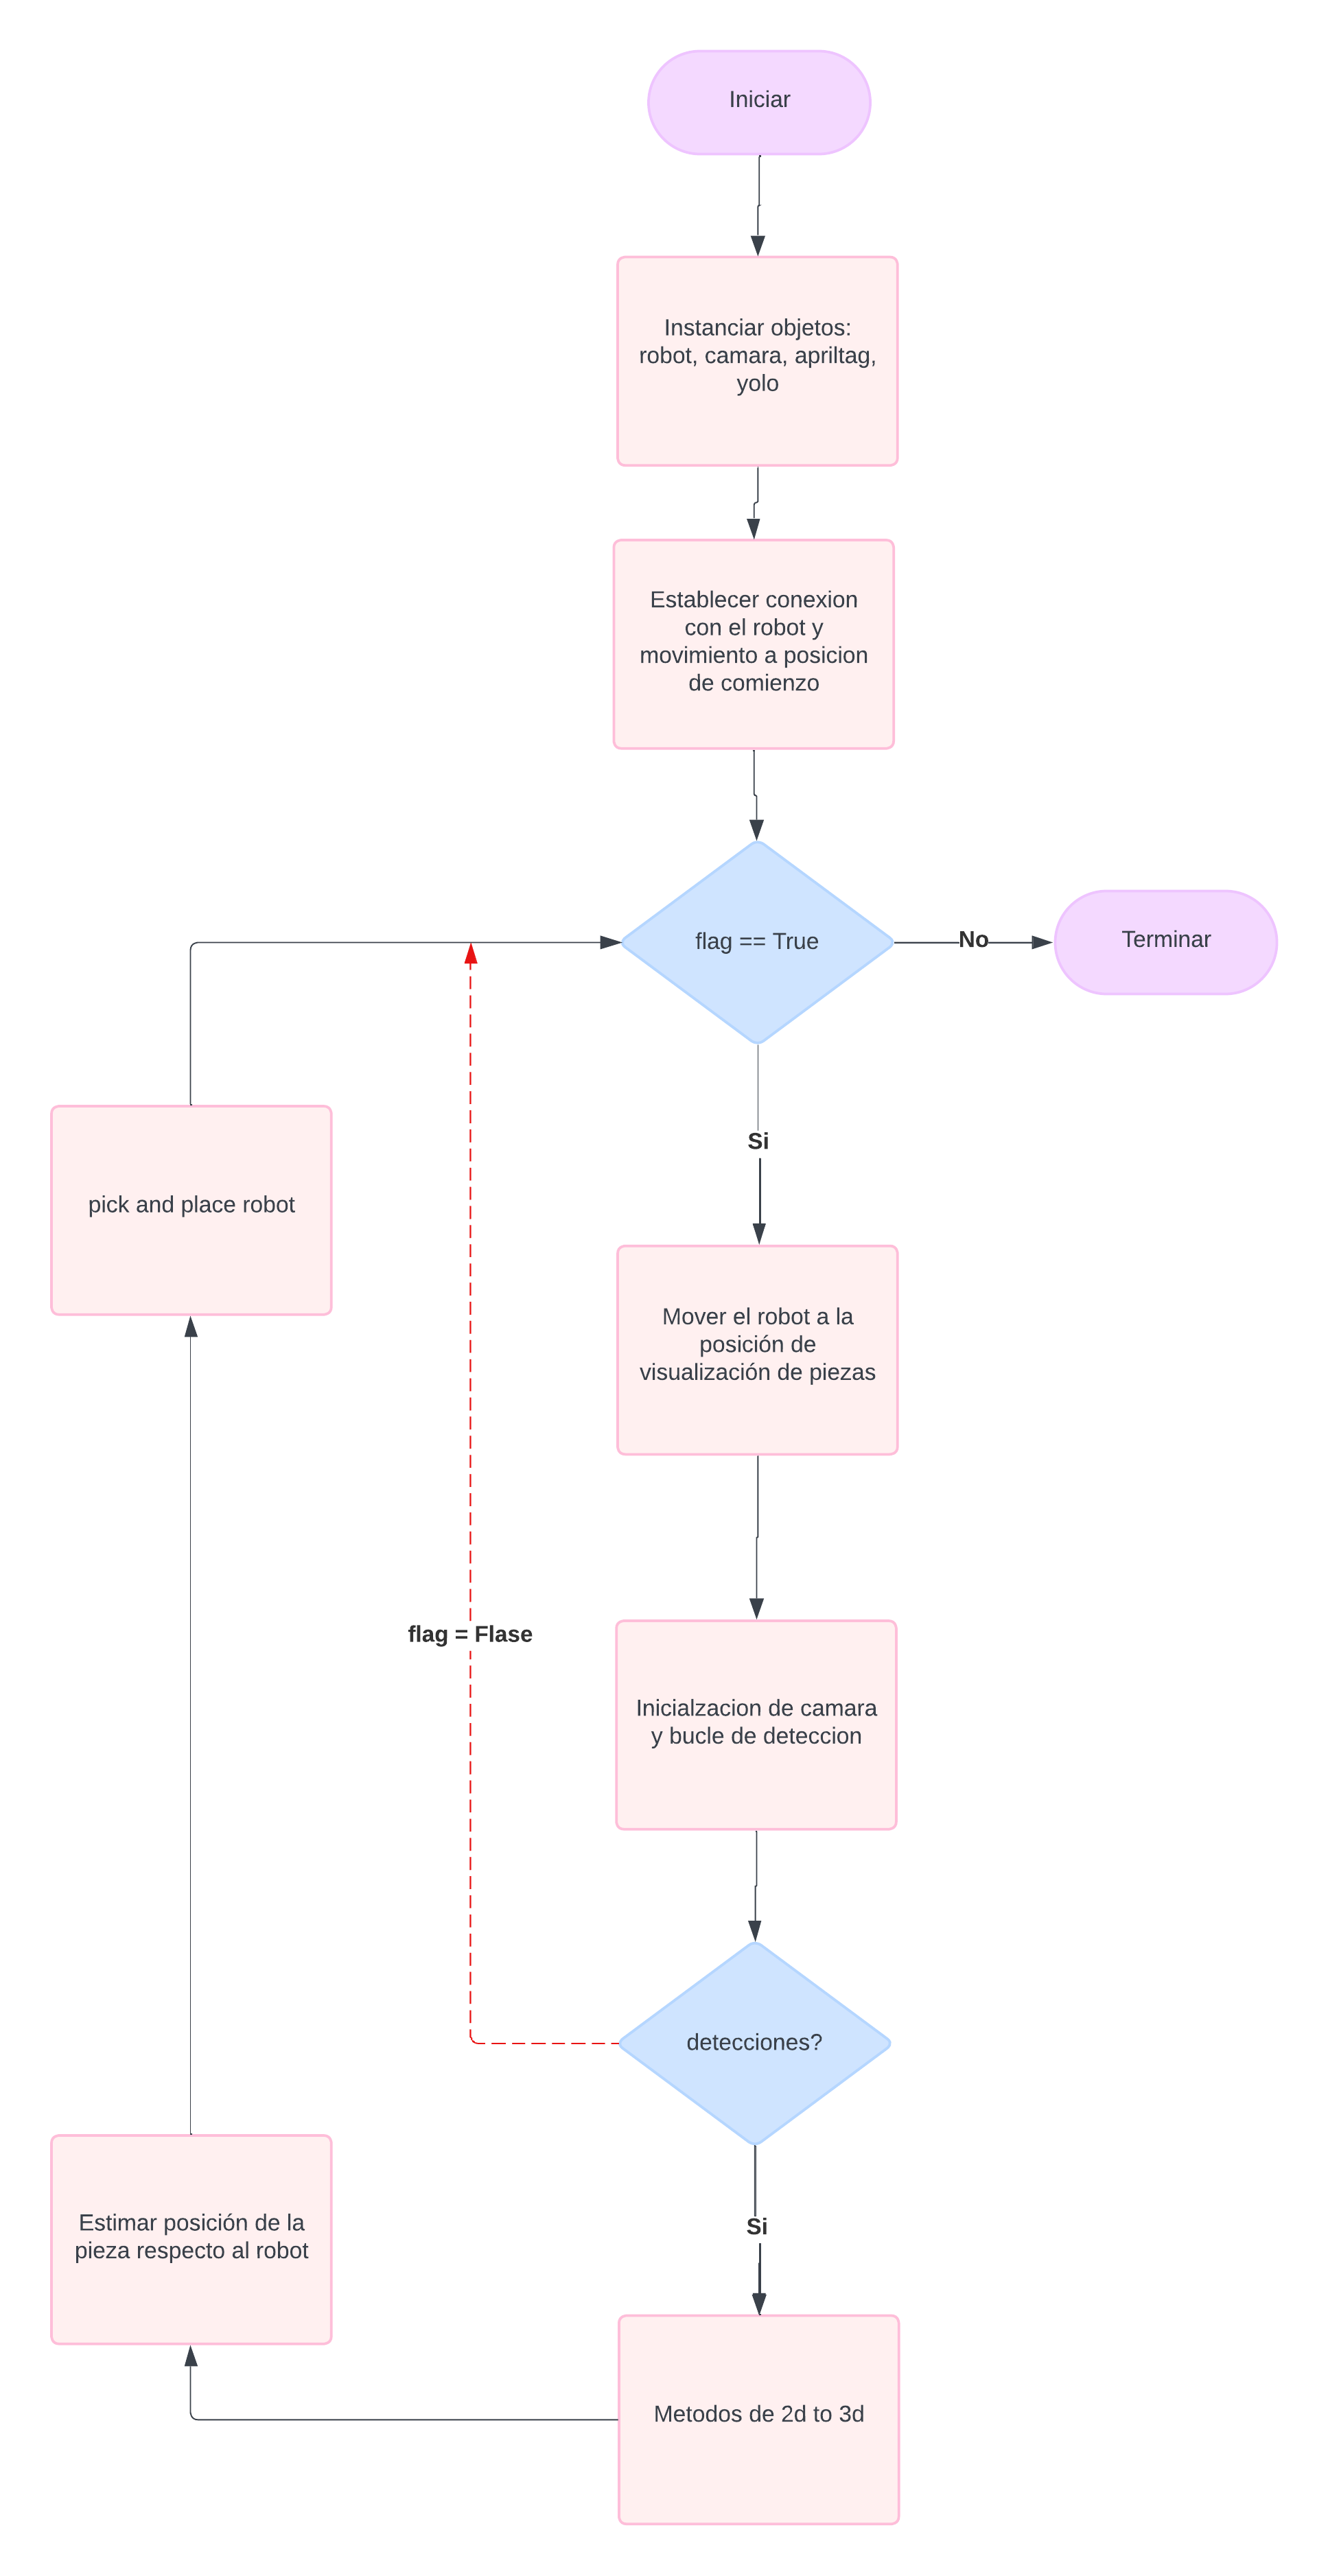 Iniciar
Instanciar objetos:
robot, camara, apriltag,
yolo
Establecer conexion
con el robot y
movimiento a posicion
de comienzo
flag == True
No
Terminar
Si
pick and place robot
Mover el robot a la
posición de
visualización de piezas
flag = Flase
Inicialzacion de camara
y bucle de deteccion
detecciones?
Si
Estimar posición de la
pieza respecto al robot
Metodos de 2d to 3d